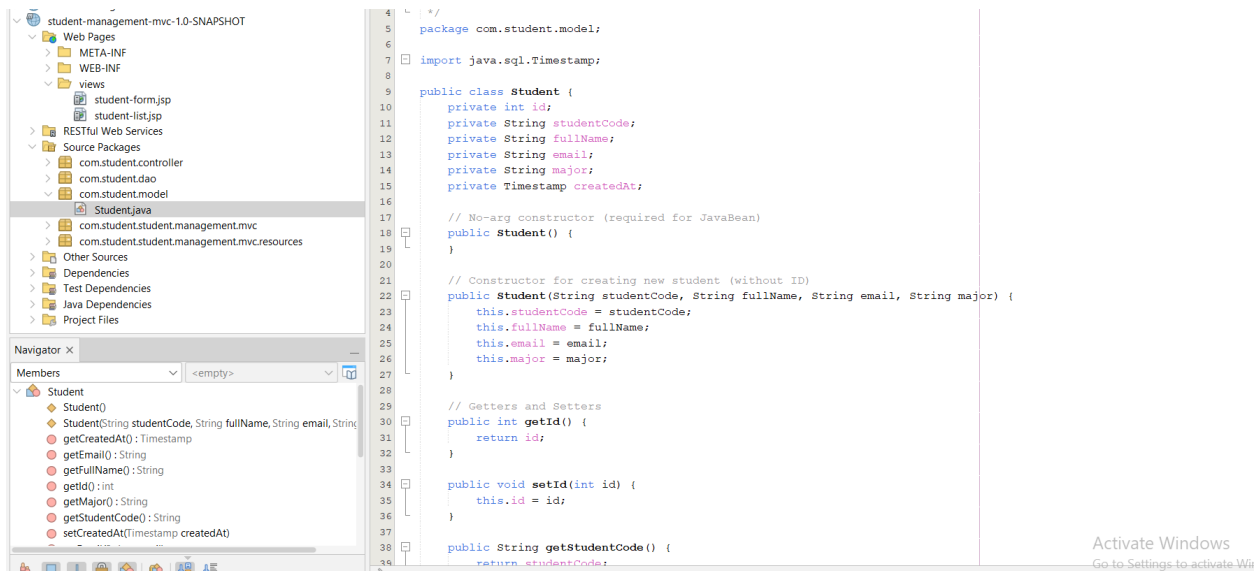 student-management-mvc-1.0-SNAPSHOT
Web Pages
META-INF
WEB-INF
views
student-form.jsp
student-list.jsp
RESTful Web Services
Source Packages
com.student.controller
com.student.dao
com.student.model
Student.java
com.student.student.management.mvc
com.student.student.management.mvc.resources
Other Sources
Dependencies
Test Dependencies
Java Dependencies
Project Files
Navigator ×
Members
<empty>
Student
Student()
Student(String studentCode, String fullName, String email, String
getCreatedAt() : Timestamp
getEmail() : String
getFullName() : String
getId() : int
getMajor() : String
getStudentCode() : String
setCreatedAt(Timestamp createdAt)
4 */
5 package com.student.model;
6
7 import java.sql.Timestamp;
8
9 public class Student {
10 private int id;
11 private String studentCode;
12 private String fullName;
13 private String email;
14 private String major;
15 private Timestamp createdAt;
16
17 // No-arg constructor (required for JavaBean)
18 public Student() {
19 }
20
21 // Constructor for creating new student (without ID)
22 public Student(String studentCode, String fullName, String email, String major) {
23 this.studentCode = studentCode;
24 this.fullName = fullName;
25 this.email = email;
26 this.major = major;
27 }
28
29 // Getters and Setters
30 public int getId() {
31 return id;
32 }
33
34 public void setId(int id) {
35 this.id = id;
36 }
37
38 public String getStudentCode() {
39 return studentCode;
Activate Windows
Go to Settings to activate Wi